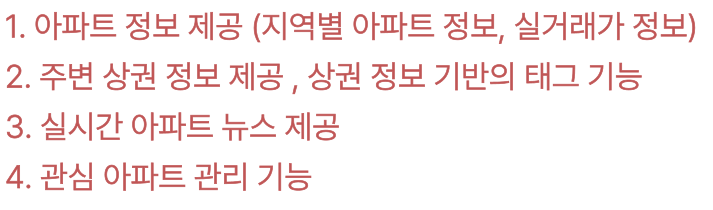 1. 아파트 정보 제공 (지역별 아파트 정보, 실거래가 정보)
2. 주변 상권 정보 제공 , 상권 정보 기반의 태그 기능
3. 실시간 아파트 뉴스 제공
4. 관심 아파트 관리 기능